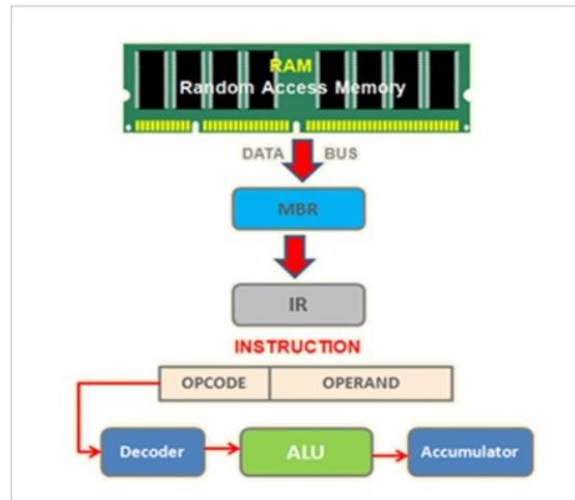 RAM
Random Access Memory
DATA BUS
MBR
IR
INSTRUCTION
OPCODE OPERAND
Decoder ALU Accumulator